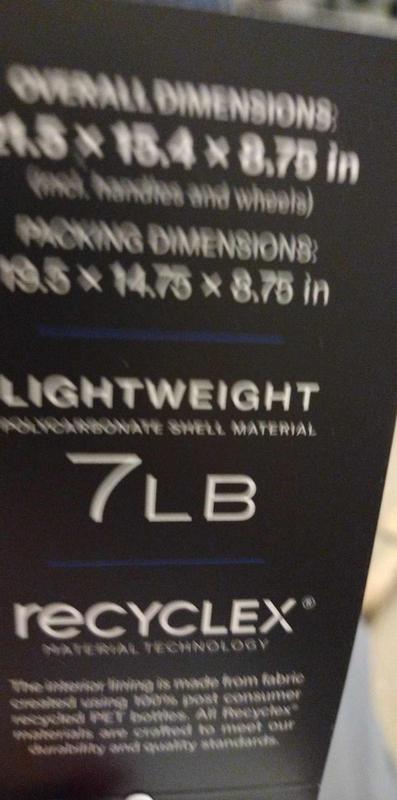 OVERALL DIMENSIONS:
21.5 × 15.4 × 8.75 in
(incl. handles and wheels)
PACKING DIMENSIONS:
19.5 × 14.75 × 8.75 in
LIGHTWEIGHT
POLYCARBONATE SHELL MATERIAL
7LB
reCYCLEX®
MATERIAL TECHNOLOGY
The interior lining is made from fabric
created using 100% post consumer
recycled PET bottles. All Recyclex®
materials are crafted to meet our
durability and quality standards.